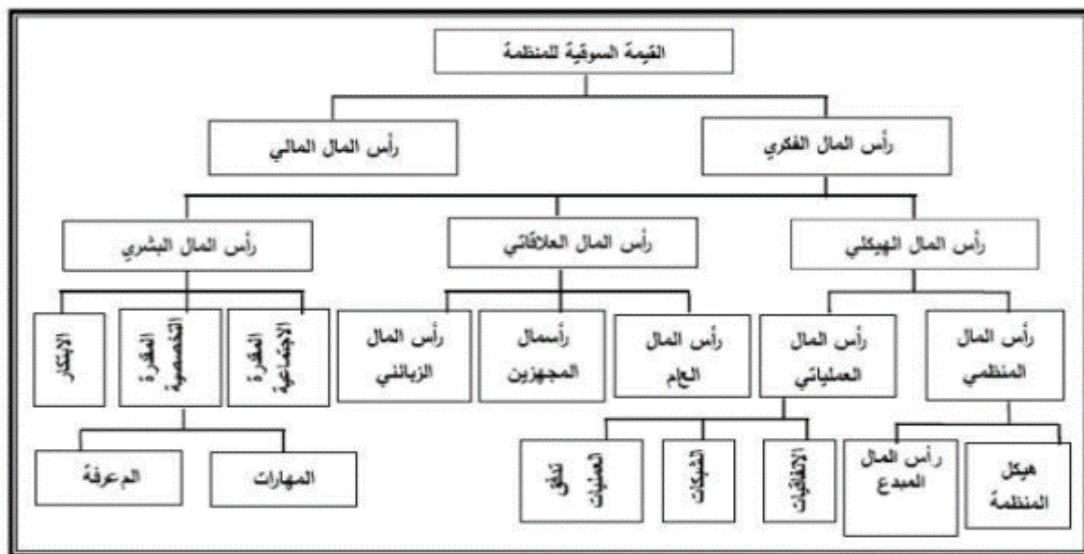 القيمة السوقية للمنظمة
رأس المال الفكري
رأس المال المالي
رأس المال الهيكلي
رأس المال العلاقاتي
رأس المال البشري
رأس المال
المنظمي
رأس المال
العملياتي
رأس المال
العام
رأسمال
المجهزين
رأس المال
الزبائني
المقدرة
الاجتماعية
المقدرة
التخصصية
الابتكار
هيكل
المنظمة
رأس المال
المبدع
الاتفاقيات
الشبكات
تدفق
العمليات
المهارات
المعرفة